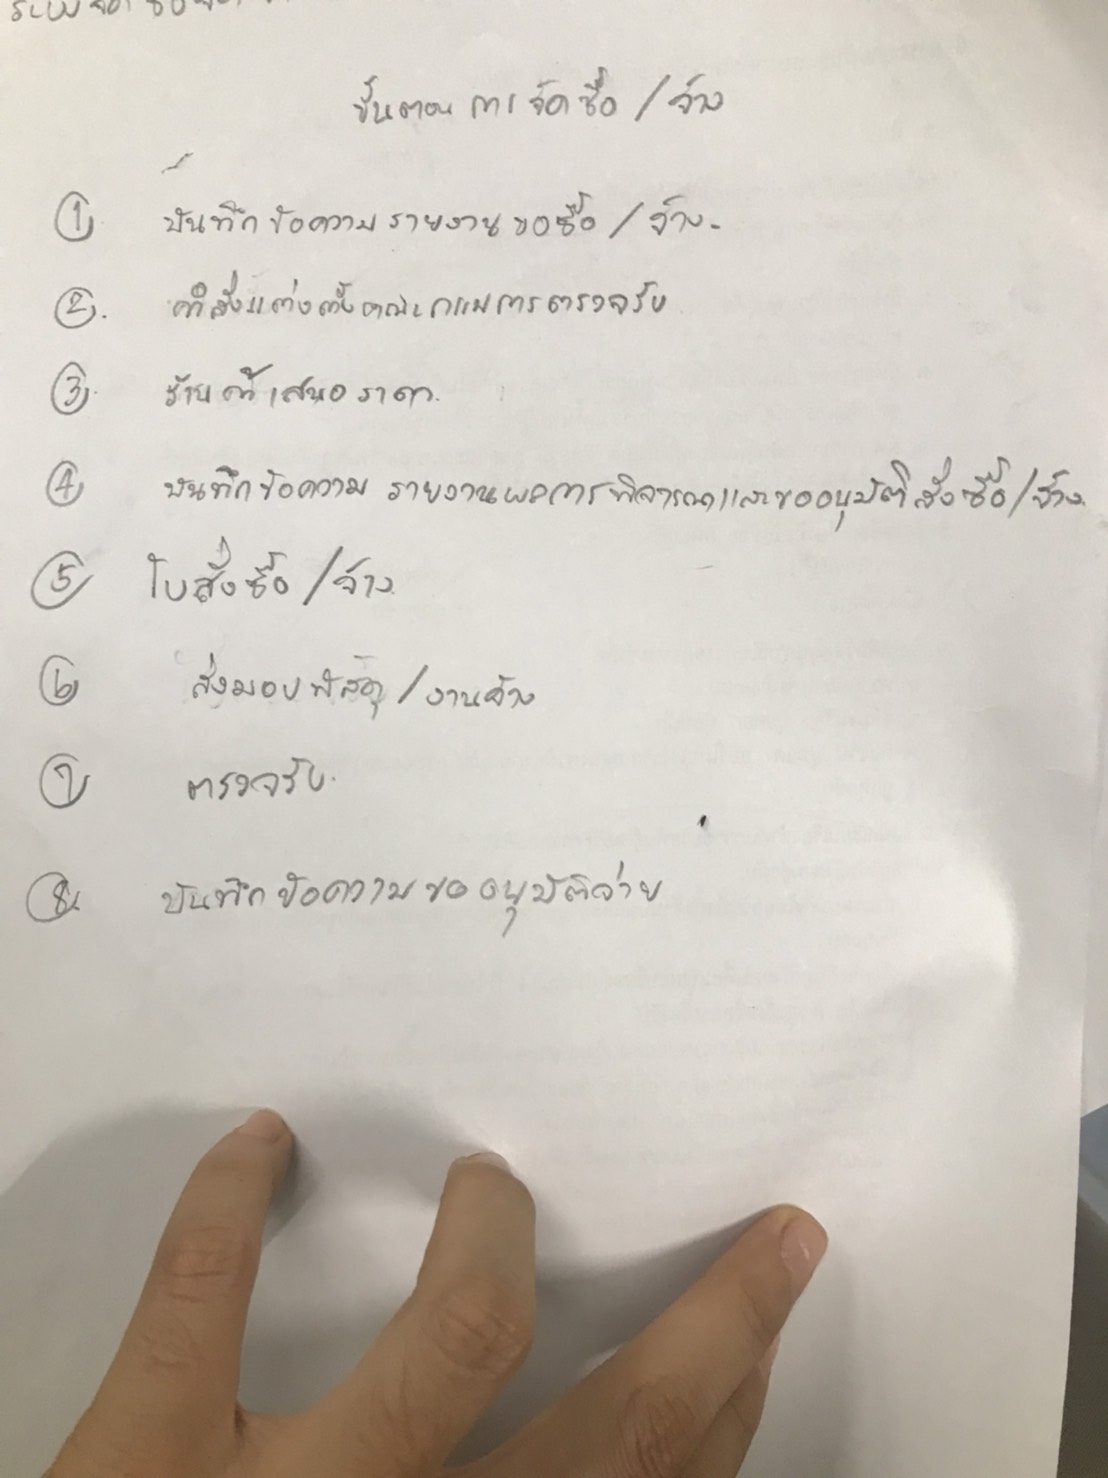 ขั้นตอน การ จัด ซื้อ / จ้าง
① บันทึก ข้อความ รายงาน ขอซื้อ / จ้าง.
②. คำสั่งแต่งตั้งคณะกรรมการตรวจรับ
③. ร้านค้าเสนอราคา.
④ บันทึกข้อความ รายงานผลการพิจารณาและขออนุมัติสั่งซื้อ/จ้าง.
⑤ ใบสั่งซื้อ/จ้าง
⑥ ส่งมอบพัสดุ/งานจ้าง
⑦ ตรวจรับ.
⑧. บันทึกข้อความขออนุมัติจ่าย